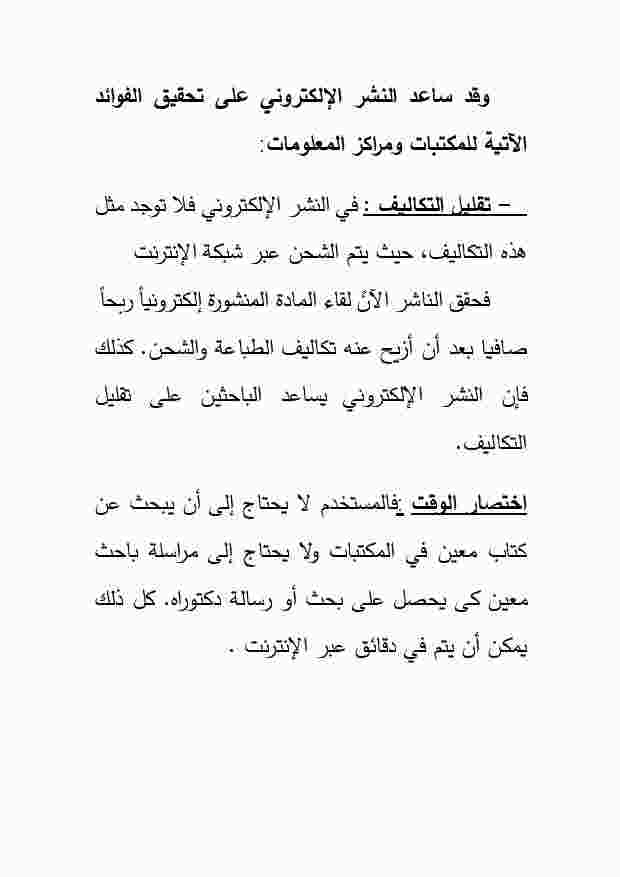 وقد ساعد النشر الإلكتروني على تحقيق الفوائد
الآتية للمكتبات ومراكز المعلومات:
– تقليل التكاليف : في النشر الإلكتروني فلا توجد مثل
هذه التكاليف، حيث يتم الشحن عبر شبكة الإنترنت
فحقق الناشر الآنً لقاء المادة المنشورة إلكترونياً ربحاً
صافيا بعد أن أزيح عنه تكاليف الطباعة والشحن. كذلك
فإن النشر الإلكتروني يساعد الباحثين على تقليل
التكاليف.
اختصار الوقت :فالمستخدم لا يحتاج إلى أن يبحث عن
كتاب معين في المكتبات ولا يحتاج إلى مراسلة باحث
معين كى يحصل على بحث أو رسالة دكتوراه. كل ذلك
يمكن أن يتم في دقائق عبر الإنترنت .